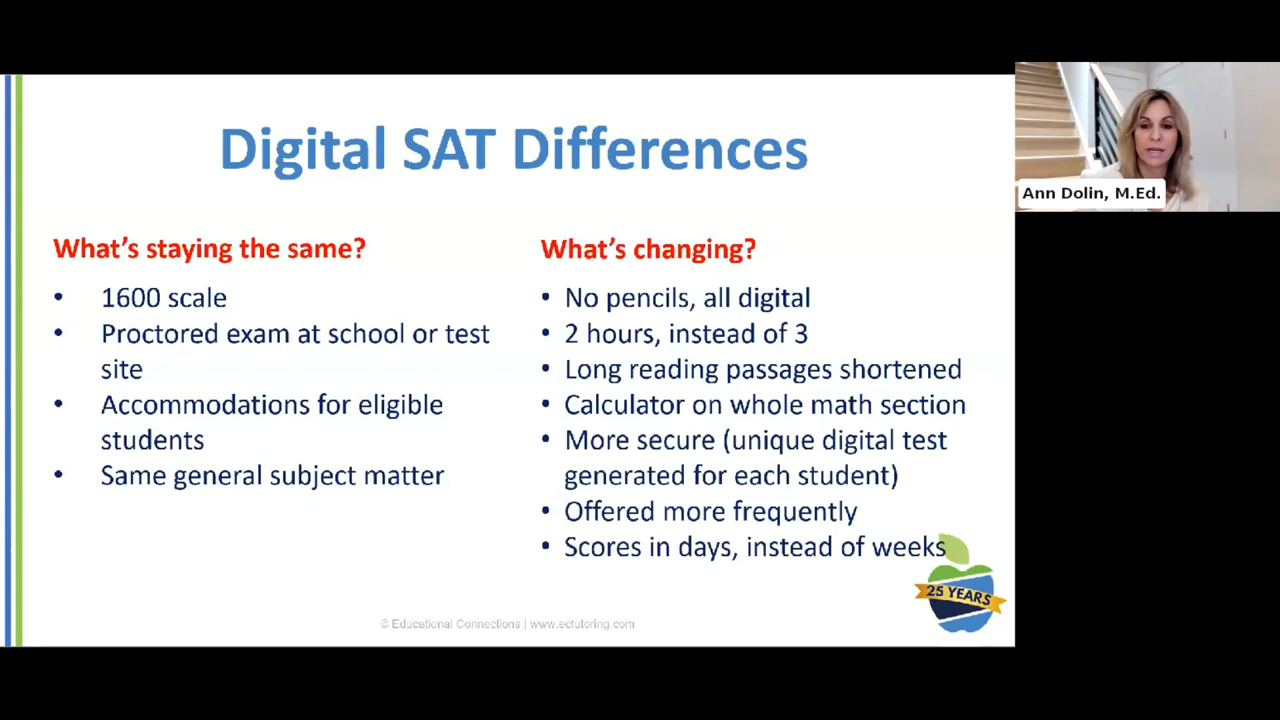 Digital SAT Differences
What's staying the same?
• 1600 scale
• Proctored exam at school or test
site
• Accommodations for eligible
students
• Same general subject matter
What's changing?
• No pencils, all digital
• 2 hours, instead of 3
• Long reading passages shortened
• Calculator on whole math section
• More secure (unique digital test
generated for each student)
• Offered more frequently
• Scores in days, instead of weeks
25 YEARS
© Educational Connections | www.ectutoring.com
Ann Dolin, M.Ed.